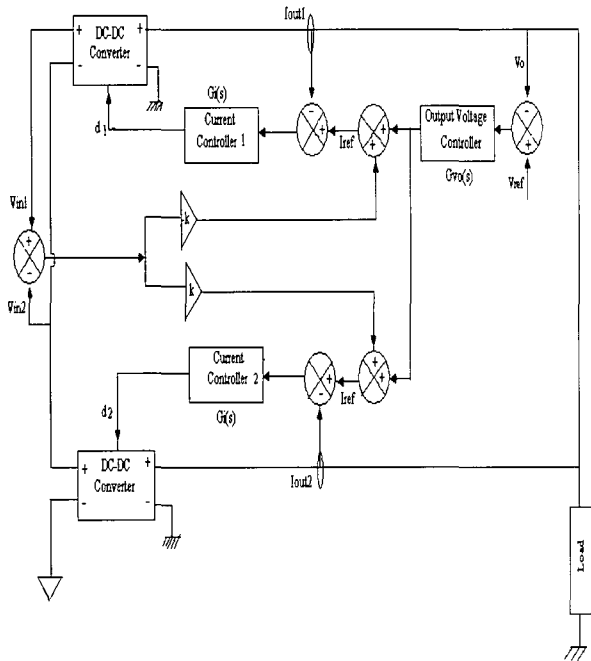 Iout1
+ +
DC-DC
Converter
- -
Vo
Gi(s)
d1
Current
Controller 1
-
+
Iref
+
+
Output Voltage
Controller
-
+
Gvo(s)
Vref
Vin1
k
+
-
Vin2
k
Current
Controller 2
+
-
Iref
+
+
d2
Gi(s)
+ +
DC-DC
Converter
- -
Iout2
Load